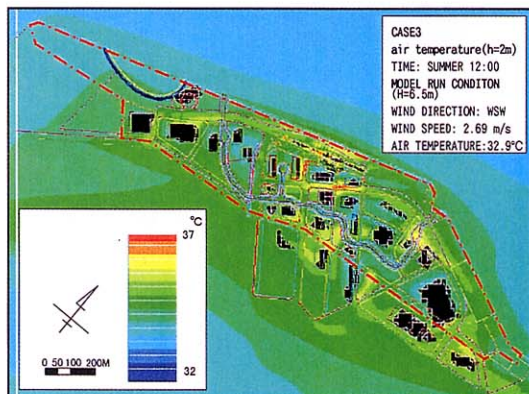 CASE3
air temperature(h=2m)
TIME: SUMMER 12:00
MODEL RUN CONDITON
(H=6.5m)
WIND DIRECTION: WSW
WIND SPEED: 2.69 m/s
AIR TEMPERATURE:32.9°C
°C
37
32
0 50 100 200M